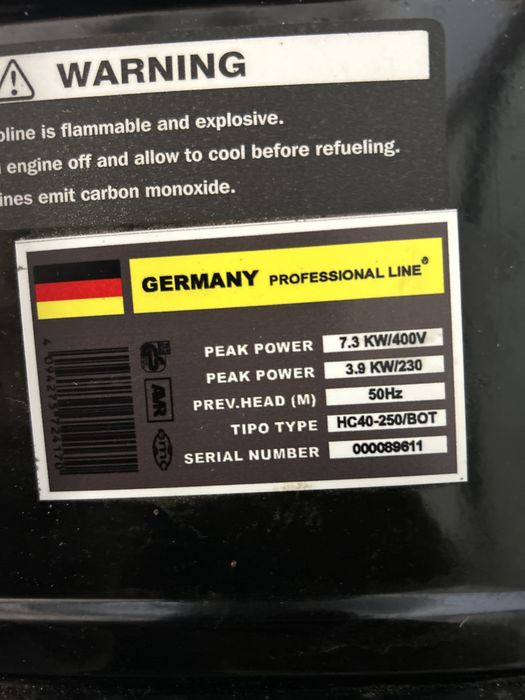 WARNING
line is flammable and explosive.
engine off and allow to cool before refueling.
ines emit carbon monoxide.
GERMANY PROFESSIONAL LINE®
PEAK POWER 7.3 KW/400V
PEAK POWER 3.9 KW/230
PREV.HEAD (M) 50Hz
TIPO TYPE HC40-250/BOT
SERIAL NUMBER 000089611
AVR